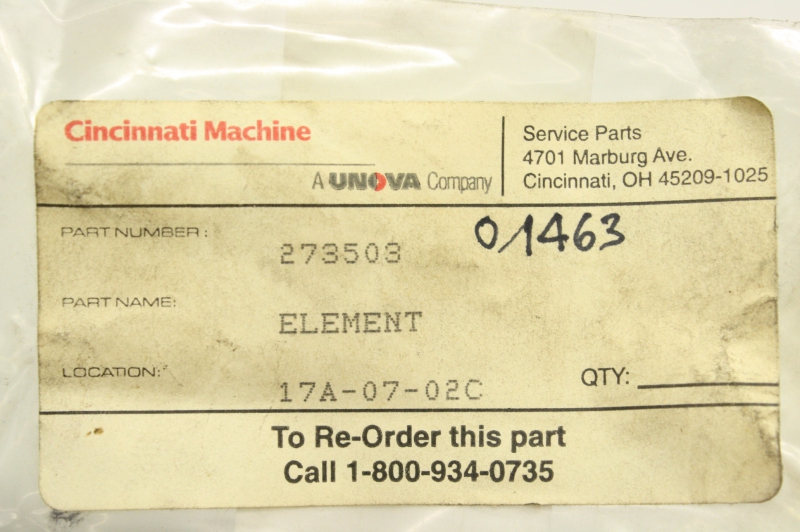 Cincinnati Machine
A UNOVA Company
Service Parts
4701 Marburg Ave.
Cincinnati, OH 45209-1025
PART NUMBER: 273503 01463
PART NAME: ELEMENT
LOCATION: 17A-07-02C QTY:
To Re-Order this part
Call 1-800-934-0735